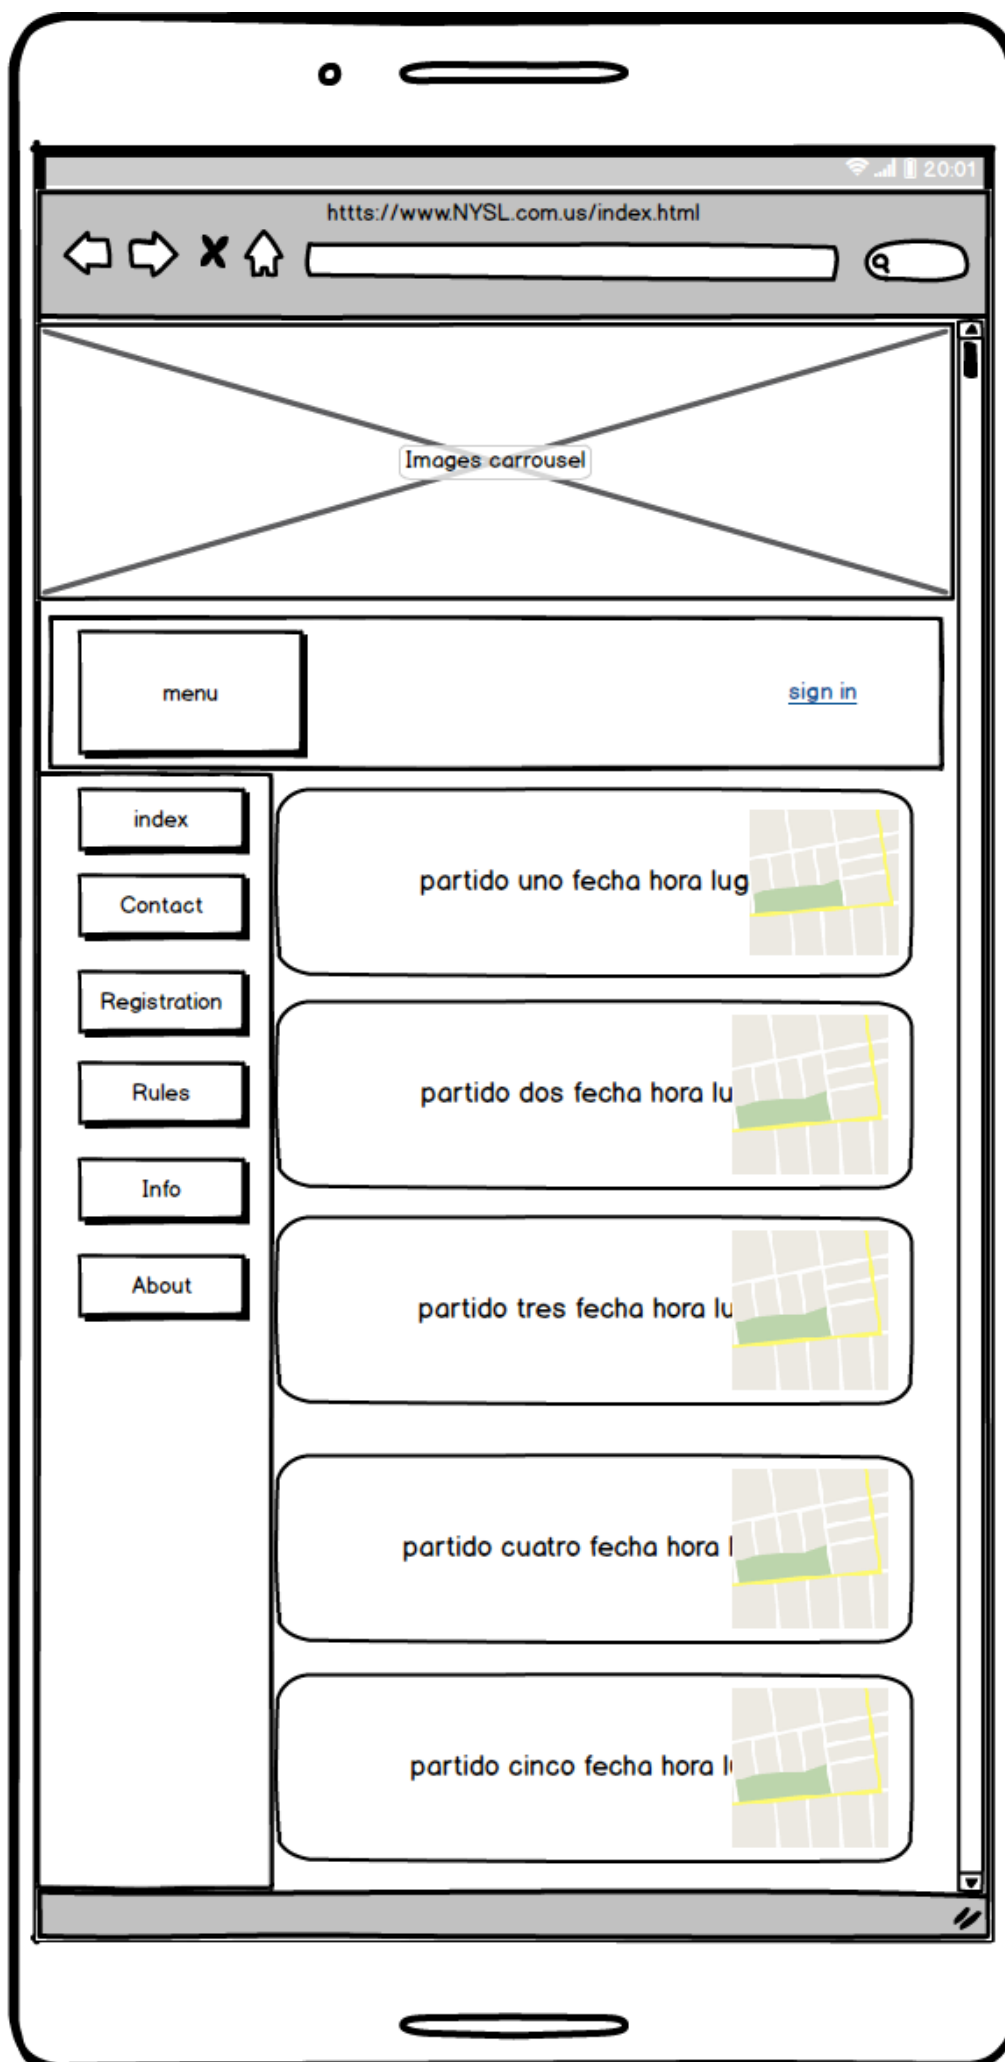 20:01
httts://www.NYSL.com.us/index.html
Images carrousel
menu
sign in
index
Contact
Registration
Rules
Info
About
partido uno fecha hora lug
partido dos fecha hora lu
partido tres fecha hora lu
partido cuatro fecha hora l
partido cinco fecha hora lu